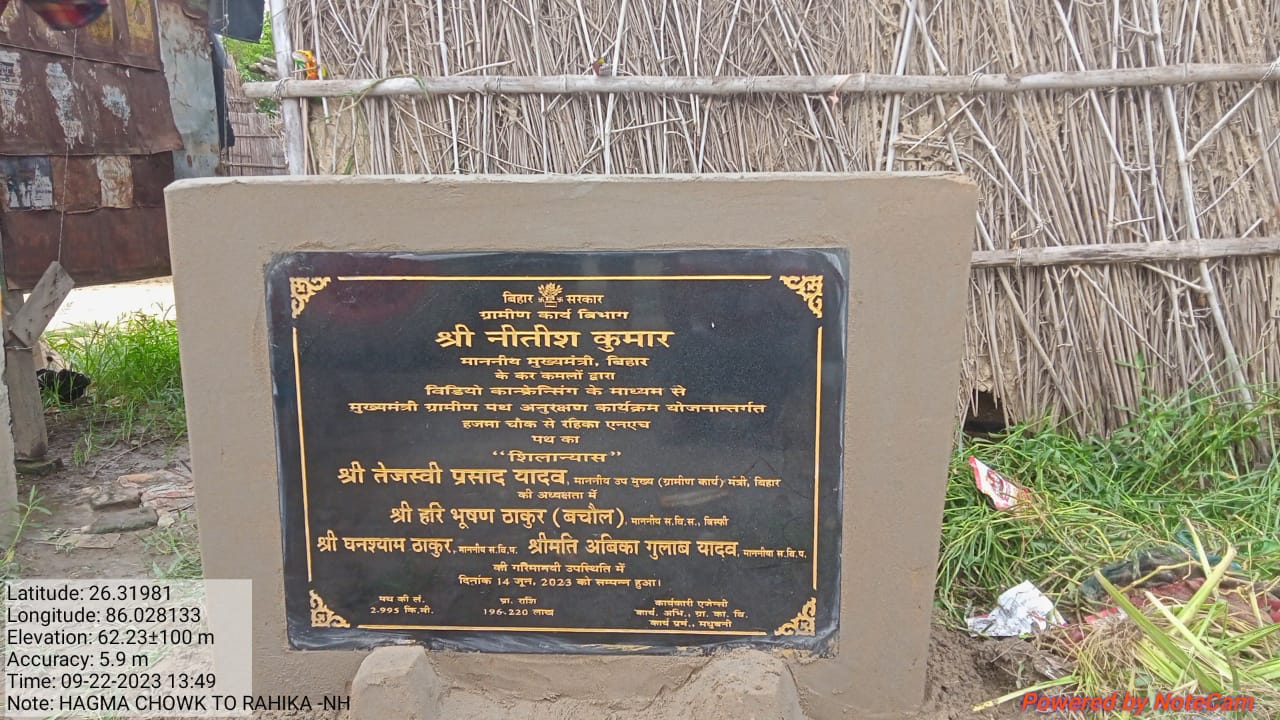 बिहार सरकार
ग्रामीण कार्य विभाग
श्री नीतीश कुमार
माननीय मुख्यमंत्री, बिहार
के कर कमलों द्वारा
विडियो कान्फ्रेन्सिंग के माध्यम से
मुख्यमंत्री ग्रामीण पथ अनुरक्षण कार्यक्रम योजनान्तर्गत
हजमा चौक से रहिका एनएच
पथ का
"शिलान्यास"
श्री तेजस्वी प्रसाद यादव, माननीय उप मुख्य (ग्रामीण कार्य) मंत्री, बिहार
की अध्यक्षता में
श्री हरि भूषण ठाकुर (बचौल), माननीय स.वि.स., बिस्फी
श्री घनश्याम ठाकुर, माननीय स.वि.प. श्रीमति अंबिका गुलाब यादव, माननीया स.वि.प.
की गरिमामयी उपस्थिति में
दिनांक 14 जून, 2023 को सम्पन्न हुआ।
पथ की लं. प्रा. राशि कार्यकारी एजेन्सी
2.995 कि.मी. 196.220 लाख कार्य. अभि., ग्रा. का. वि.
कार्य प्रमं., मधुबनी
Latitude: 26.31981
Longitude: 86.028133
Elevation: 62.23±100 m
Accuracy: 5.9 m
Time: 09-22-2023 13:49
Note: HAGMA CHOWK TO RAHIKA -NH
Powered by NoteCam